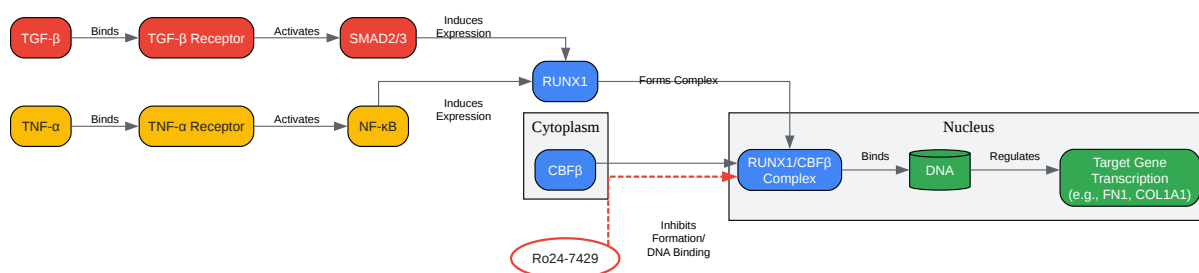 TGF-β
Binds
TGF-β Receptor
Activates
SMAD2/3
Induces
Expression
RUNX1
Forms Complex
TNF-α
Binds
TNF-α Receptor
Activates
NF-κB
Induces
Expression
Cytoplasm
CBFβ
Nucleus
RUNX1/CBFβ
Complex
Binds
DNA
Regulates
Target Gene
Transcription
(e.g., FN1, COL1A1)
Inhibits
Formation/
DNA Binding
Ro24-7429